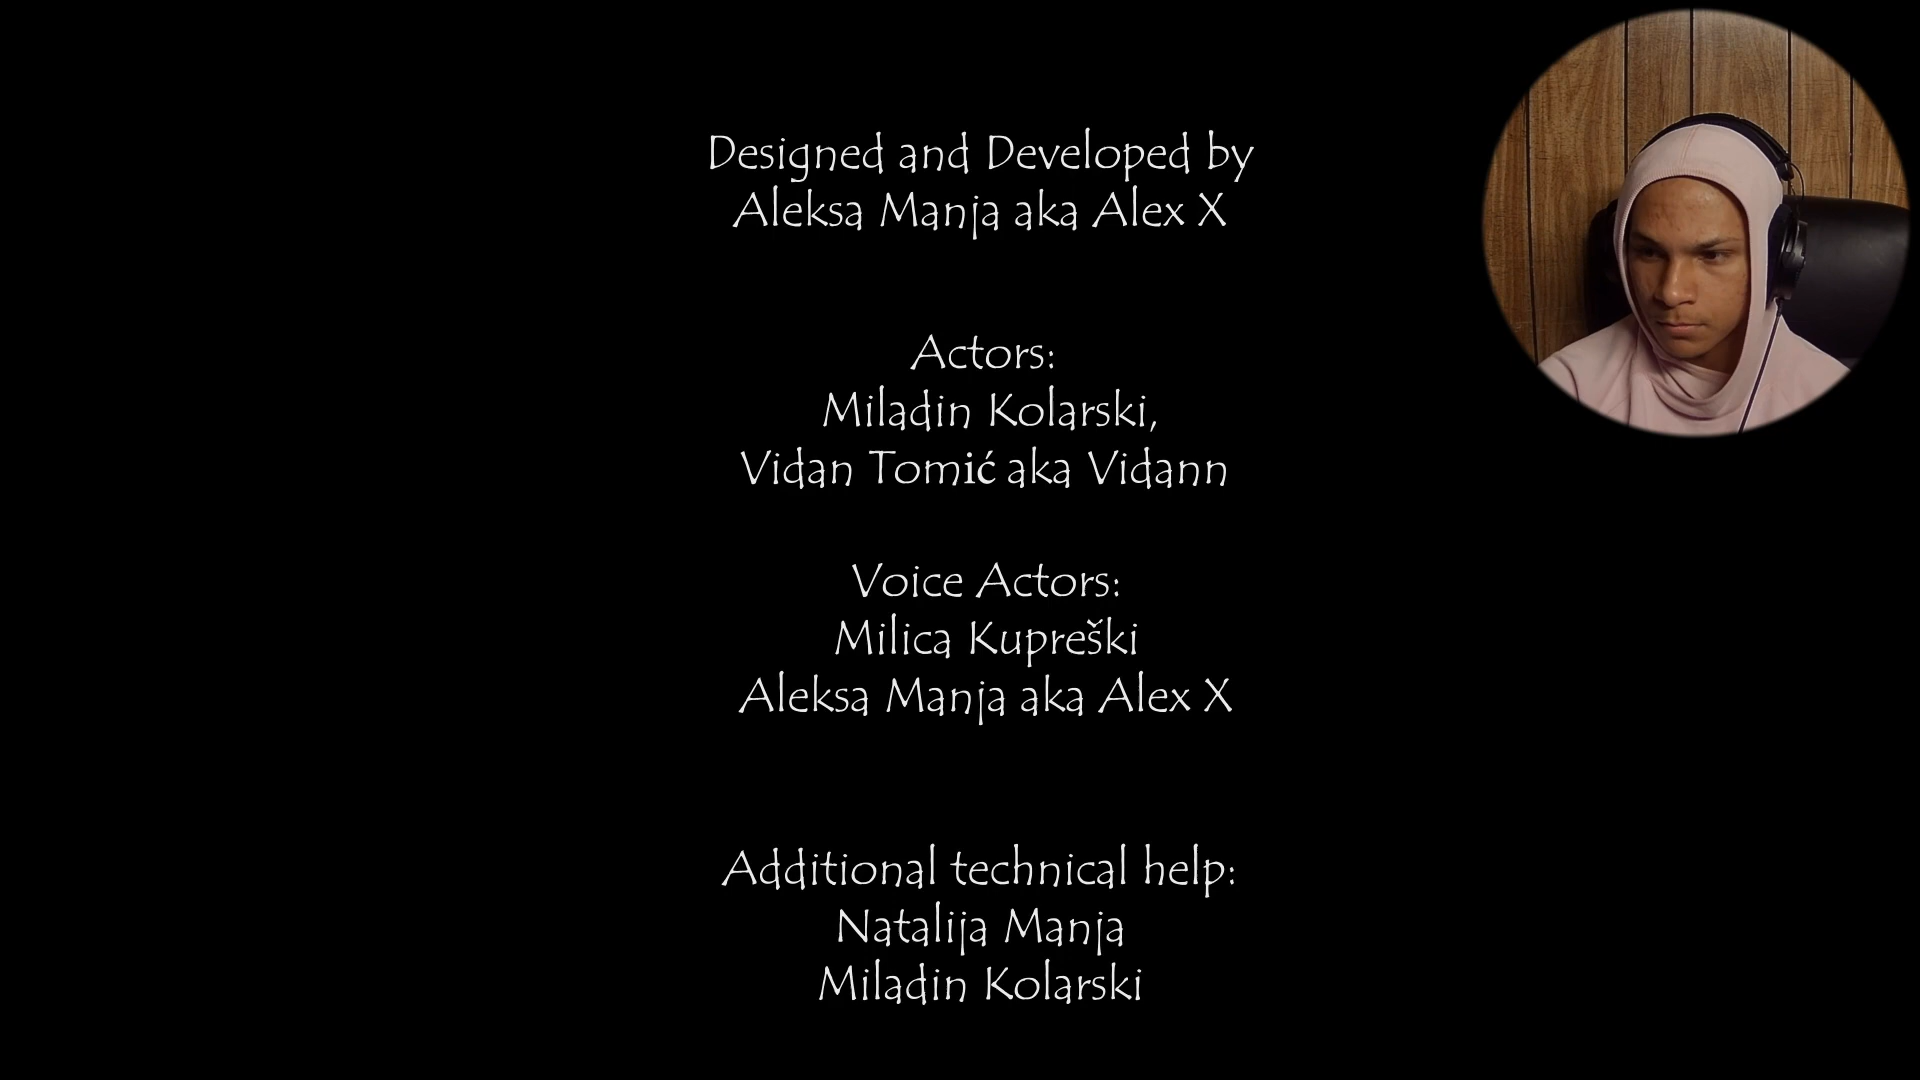 Designed and Developed by
Aleksa Manja aka Alex X
Actors:
Miladin Kolarski,
Vidan Tomić aka Vidann
Voice Actors:
Milica Kupreški
Aleksa Manja aka Alex X
Additional technical help:
Natalija Manja
Miladin Kolarski